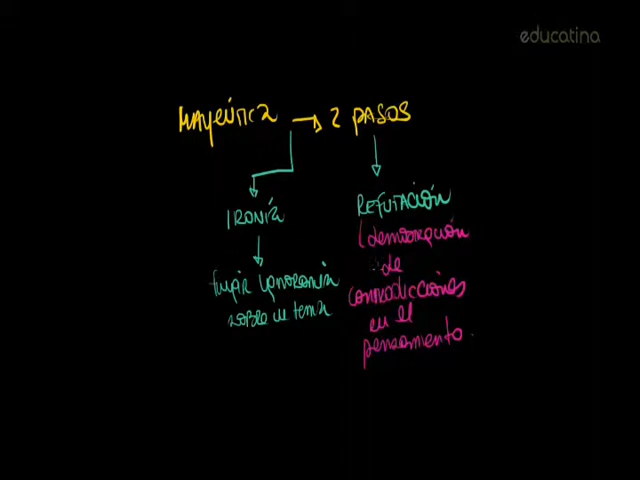 educatina
MAYÉUTICA → 2 PASOS
IRONÍA
REFUTACIÓN
fingir ignorancia
sobre un tema
(demostración
de
contradicciones
en el
pensamiento